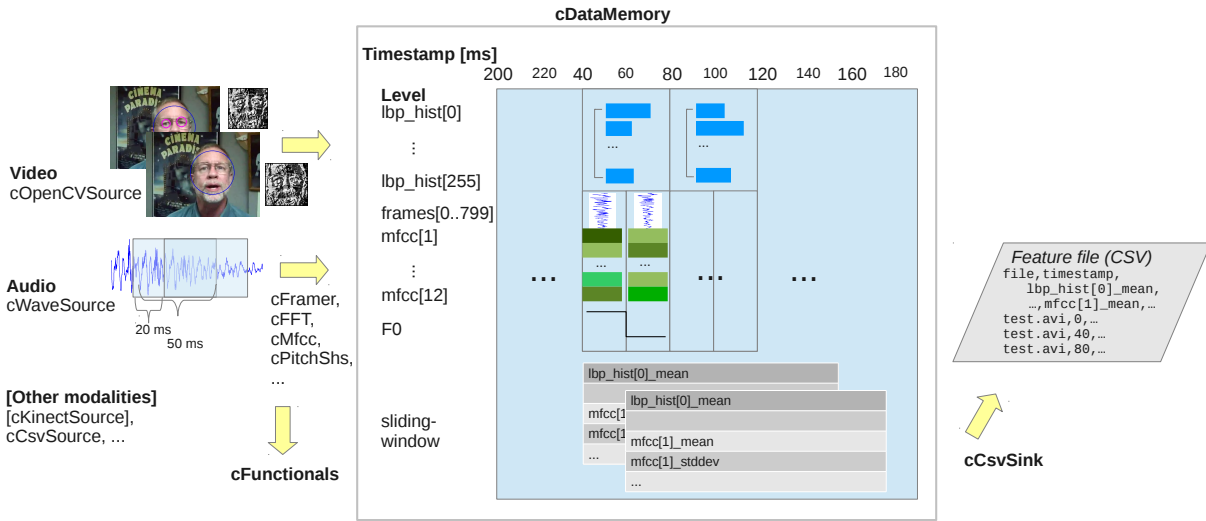 cDataMemory
Timestamp [ms]
200 220 40 60 80 100 120 140 160 180
Level
lbp_hist[0]
⋮
lbp_hist[255]
frames[0..799]
mfcc[1]
⋮
mfcc[12]
F0
sliding-
window
... ...
... ...
... ... ...
lbp_hist[0]_mean
mfcc[1
mfcc[1
...
lbp_hist[0]_mean
mfcc[1]_mean
mfcc[1]_stddev
...
CINEMA
PARADI
CINEMA
PARADIS
Video
cOpenCVSource
Audio
cWaveSource
20 ms
50 ms
cFramer,
cFFT,
cMfcc,
cPitchShs,
...
[Other modalities]
[cKinectSource],
cCsvSource, ...
cFunctionals
Feature file (CSV)
file,timestamp,
lbp_hist[0]_mean,
…,mfcc[1]_mean,…
test.avi,0,…
test.avi,40,…
test.avi,80,…
cCsvSink